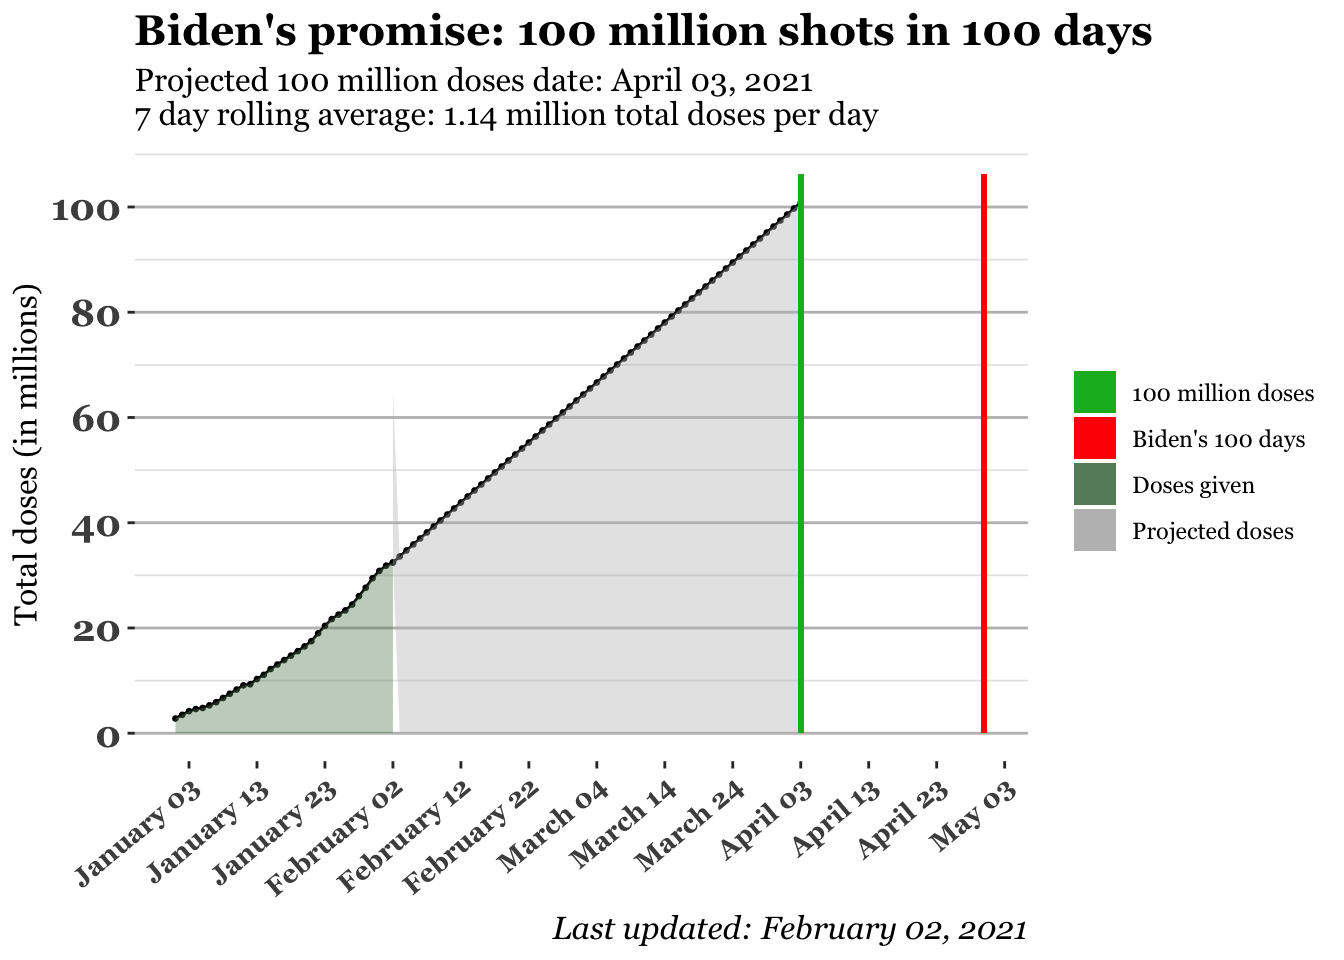 Biden's promise: 100 million shots in 100 days
Projected 100 million doses date: April 03, 2021
7 day rolling average: 1.14 million total doses per day
Total doses (in millions)
100
80
60
40
20
0
January 03
January 13
January 23
February 02
February 12
February 22
March 04
March 14
March 24
April 03
April 13
April 23
May 03
100 million doses
Biden's 100 days
Doses given
Projected doses
Last updated: February 02, 2021